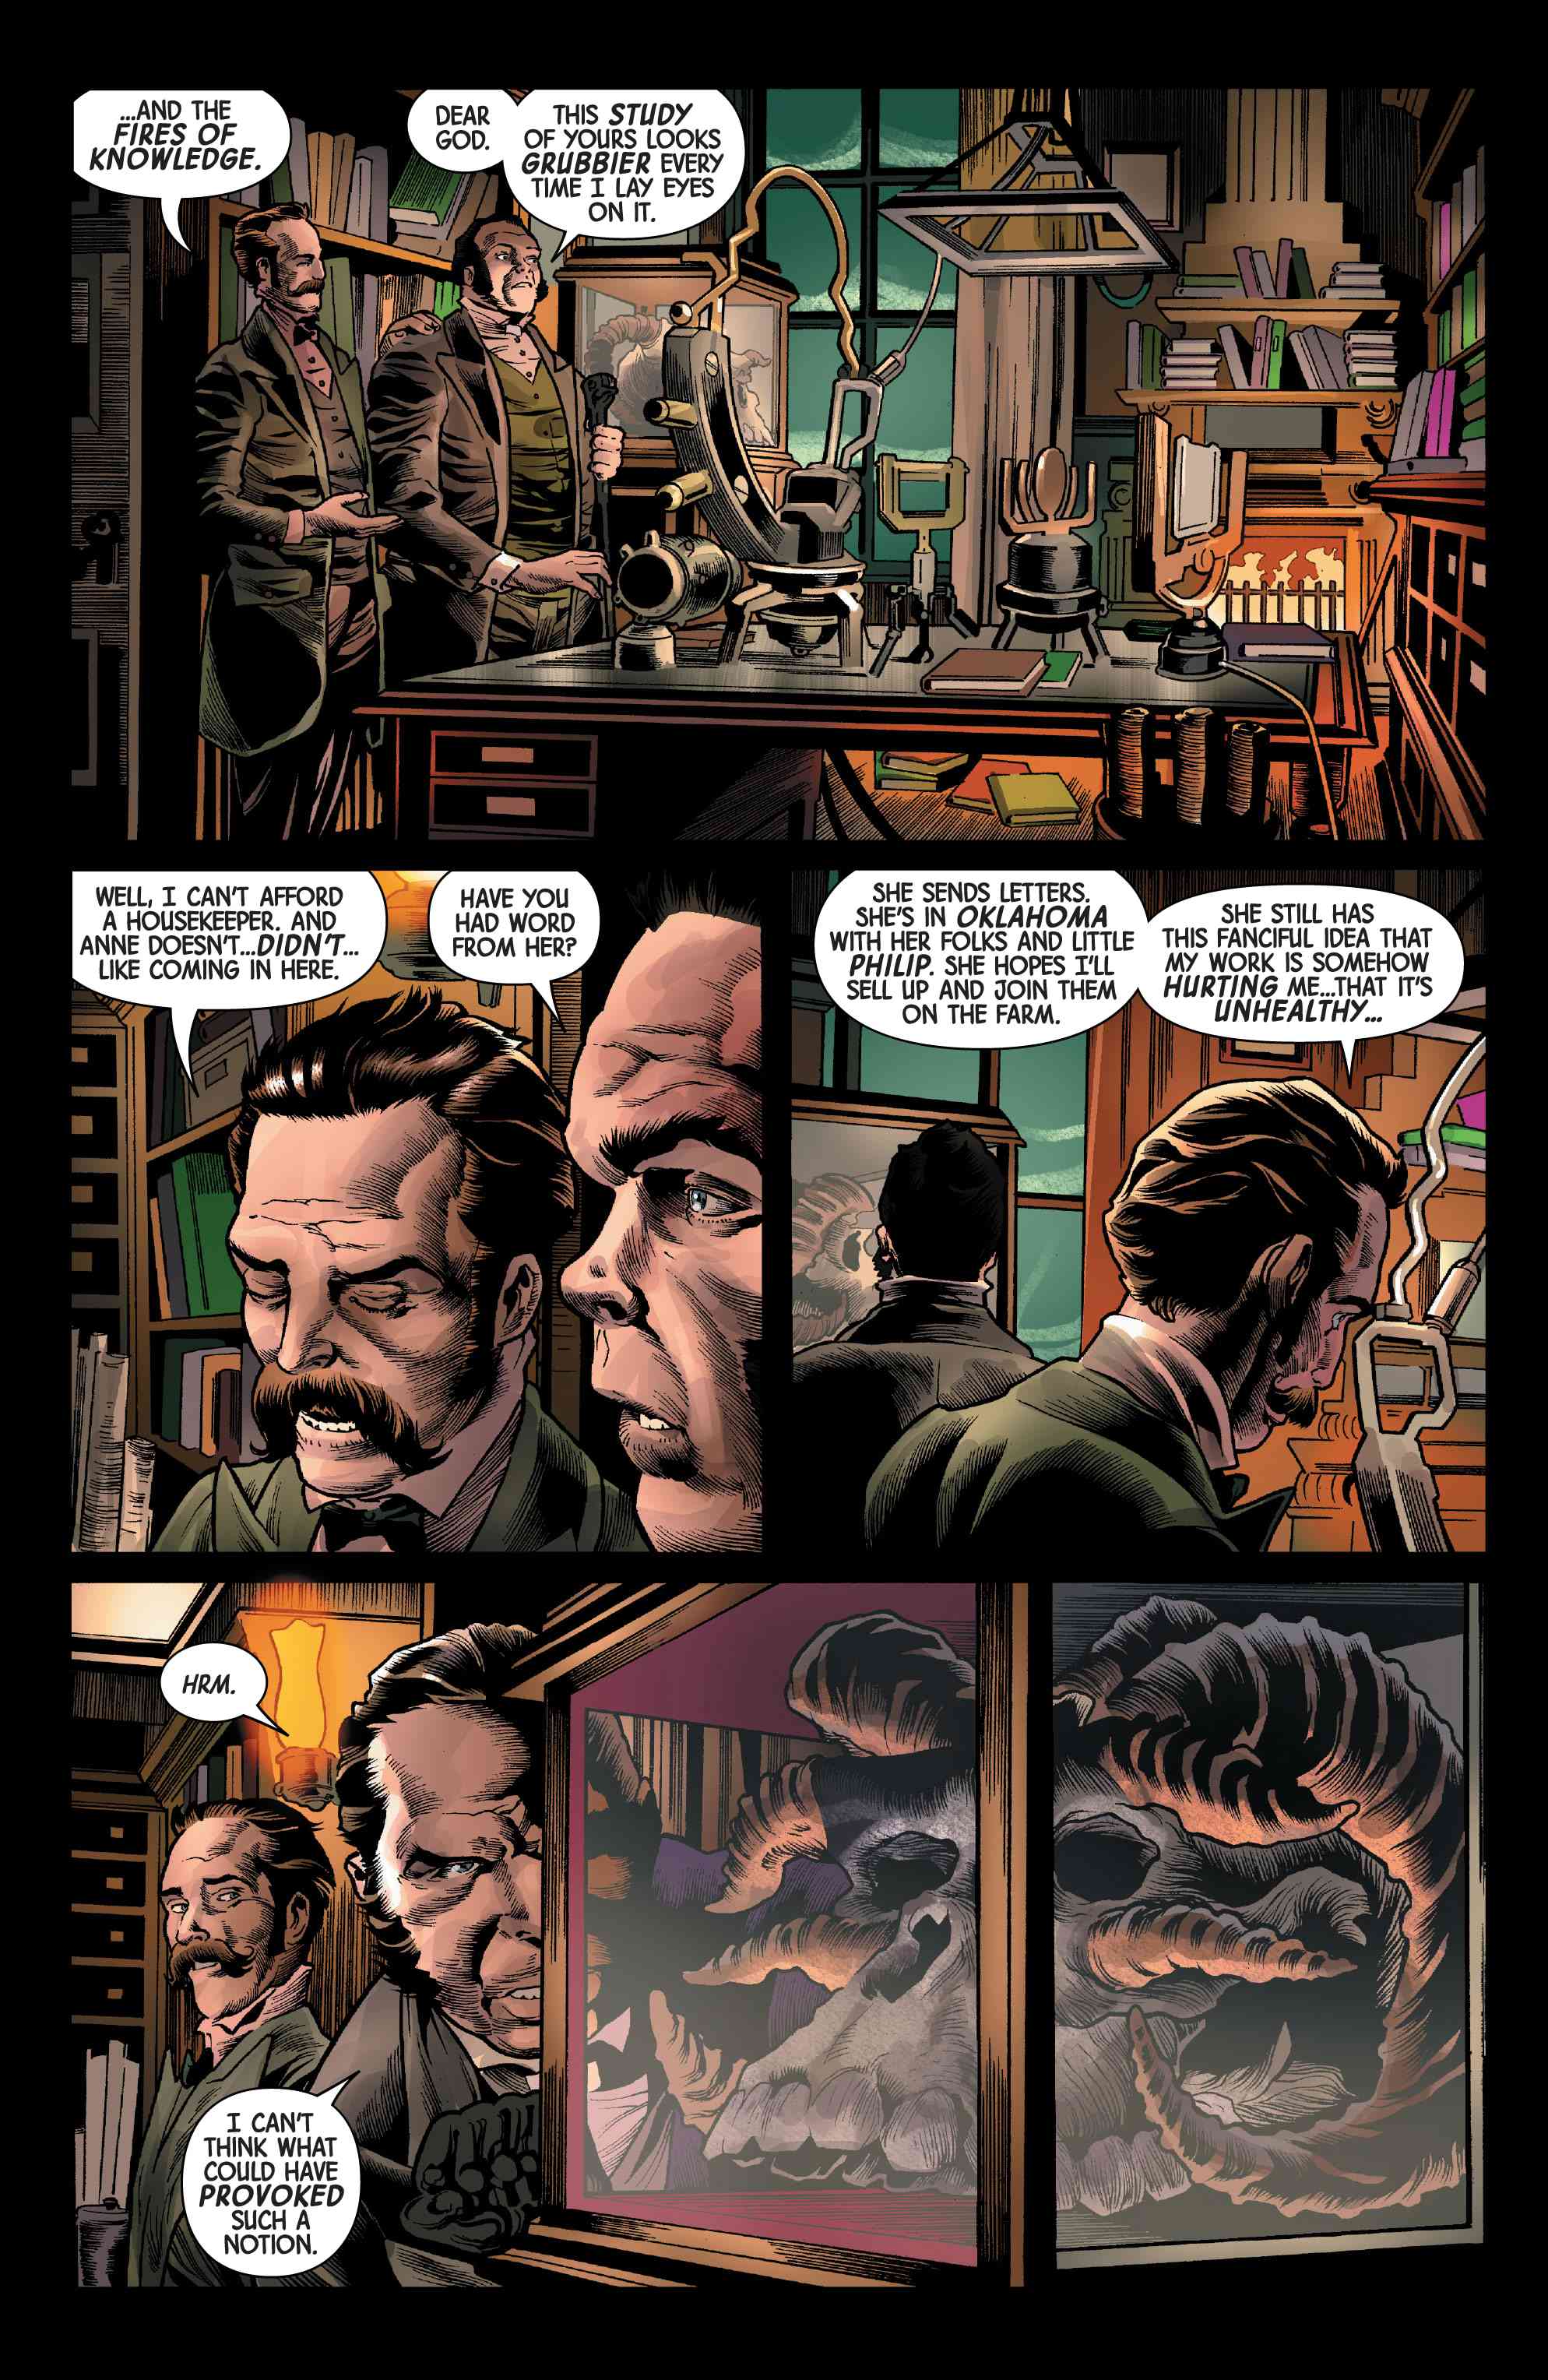 ...AND THE
FIRES OF
KNOWLEDGE.
DEAR
GOD.
THIS STUDY
OF YOURS LOOKS
GRUBBIER EVERY
TIME I LAY EYES
ON IT.
WELL, I CAN'T AFFORD
A HOUSEKEEPER. AND
ANNE DOESN'T...DIDN'T...
LIKE COMING IN HERE.
HAVE YOU
HAD WORD
FROM HER?
SHE SENDS LETTERS.
SHE'S IN OKLAHOMA
WITH HER FOLKS AND LITTLE
PHILIP. SHE HOPES I'LL
SELL UP AND JOIN THEM
ON THE FARM.
SHE STILL HAS
THIS FANCIFUL IDEA THAT
MY WORK IS SOMEHOW
HURTING ME...THAT IT'S
UNHEALTHY...
HRM.
I CAN'T
THINK WHAT
COULD HAVE
PROVOKED
SUCH A
NOTION.